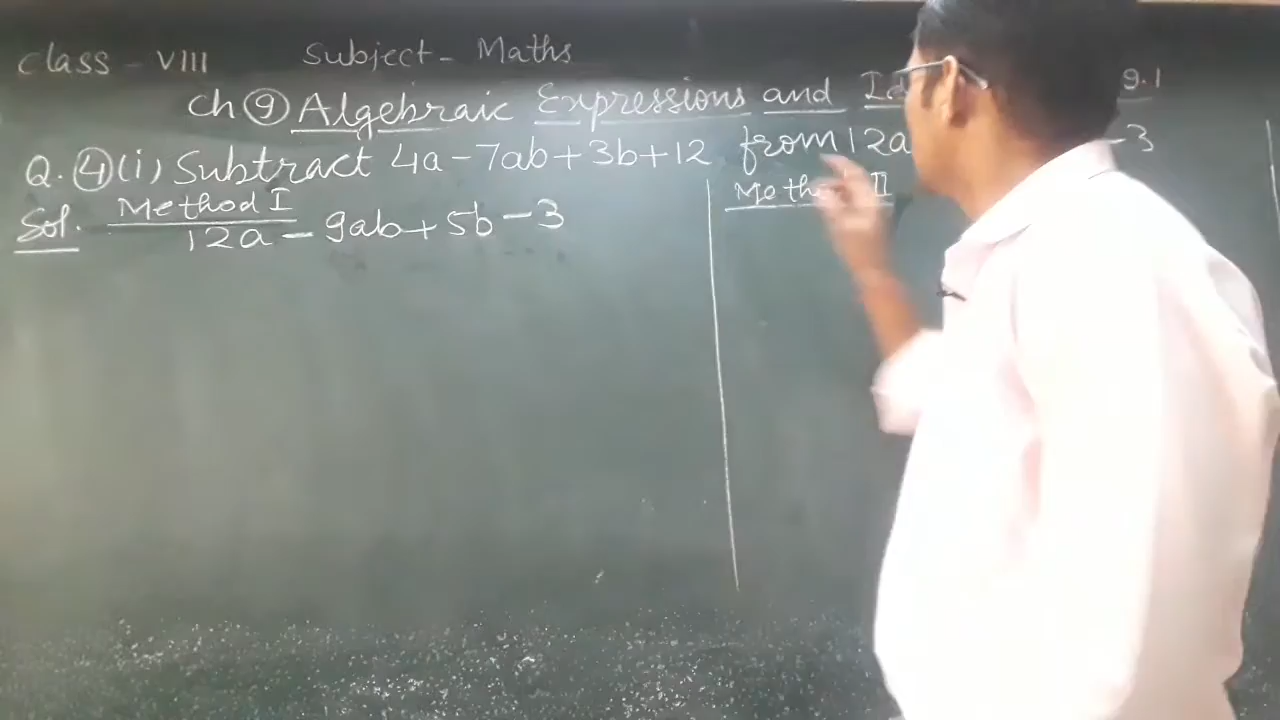 Class - VIII Subject - Maths
Ch 9 Algebraic Expressions and 9.1
Q. 4 (i) Subtract 4a - 7ab + 3b + 12 from 12a - 3
Sol. Method I Method II
12a - 9ab + 5b - 3